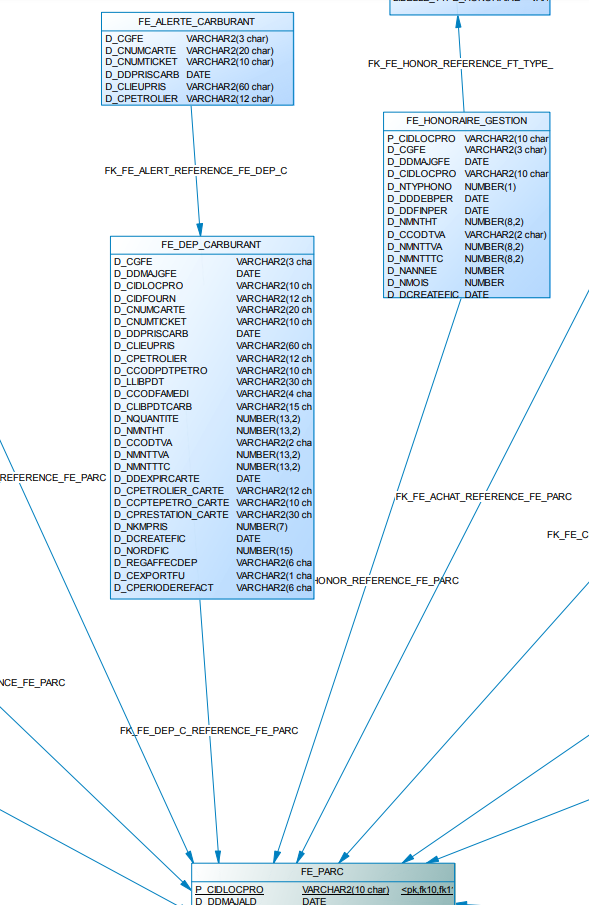 FE_ALERTE_CARBURANT
D_CGFE VARCHAR2(3 char)
D_CNUMCARTE VARCHAR2(20 char)
D_CNUMTICKET VARCHAR2(10 char)
D_DDPRISCARB DATE
D_CLIEUPRIS VARCHAR2(60 char)
D_CPETROLIER VARCHAR2(12 char)
FK_FE_HONOR_REFERENCE_FT_TYPE_
FE_HONORAIRE_GESTION
P_CIDLOCPRO VARCHAR2(10 char
D_CGFE VARCHAR2(3 char)
D_DDMAJGFE DATE
D_CIDLOCPRO VARCHAR2(10 char
D_NTYPHONO NUMBER(1)
D_DDDEBPER DATE
D_DDFINPER DATE
D_NMNTHT NUMBER(8,2)
D_CCODTVA VARCHAR2(2 char)
D_NMNTTVA NUMBER(8,2)
D_NMNTTTC NUMBER(8,2)
D_NANNEE NUMBER
D_NMOIS NUMBER
D_DCREATEFIC DATE
FK_FE_ALERT_REFERENCE_FE_DEP_C
FE_DEP_CARBURANT
D_CGFE VARCHAR2(3 cha
D_DDMAJGFE DATE
D_CIDLOCPRO VARCHAR2(10 ch
D_CIDFOURN VARCHAR2(12 ch
D_CNUMCARTE VARCHAR2(20 ch
D_CNUMTICKET VARCHAR2(10 ch
D_DDPRISCARB DATE
D_CLIEUPRIS VARCHAR2(60 ch
D_CPETROLIER VARCHAR2(12 ch
D_CCODPDTPETRO VARCHAR2(10 ch
D_LLIBPDT VARCHAR2(30 ch
D_CCODFAMEDI VARCHAR2(4 cha
D_CLIBPDTCARB VARCHAR2(15 ch
D_NQUANTITE NUMBER(13,2)
D_NMNTHT NUMBER(13,2)
D_CCODTVA VARCHAR2(2 cha
D_NMNTTVA NUMBER(13,2)
D_NMNTTTC NUMBER(13,2)
D_DDEXPIRCARTE DATE
D_CPETROLIER_CARTE VARCHAR2(12 ch
D_CCPTEPETRO_CARTE VARCHAR2(10 ch
D_CPRESTATION_CARTE VARCHAR2(30 ch
D_NKMPRIS NUMBER(7)
D_DCREATEFIC DATE
D_NORDFIC NUMBER(15)
D_REGAFFECDEP VARCHAR2(6 cha
D_CEXPORTFU VARCHAR2(1 cha
D_CPERIODEREFACT VARCHAR2(6 cha
REFERENCE_FE_PARC
FK_FE_ACHAT_REFERENCE_FE_PARC
FK_FE_C
HONOR_REFERENCE_FE_PARC
NCE_FE_PARC
FK_FE_DEP_C_REFERENCE_FE_PARC
FE_PARC
P_CIDLOCPRO VARCHAR2(10 char) <pk,fk10,fk1
D_DDMAJALD DATE